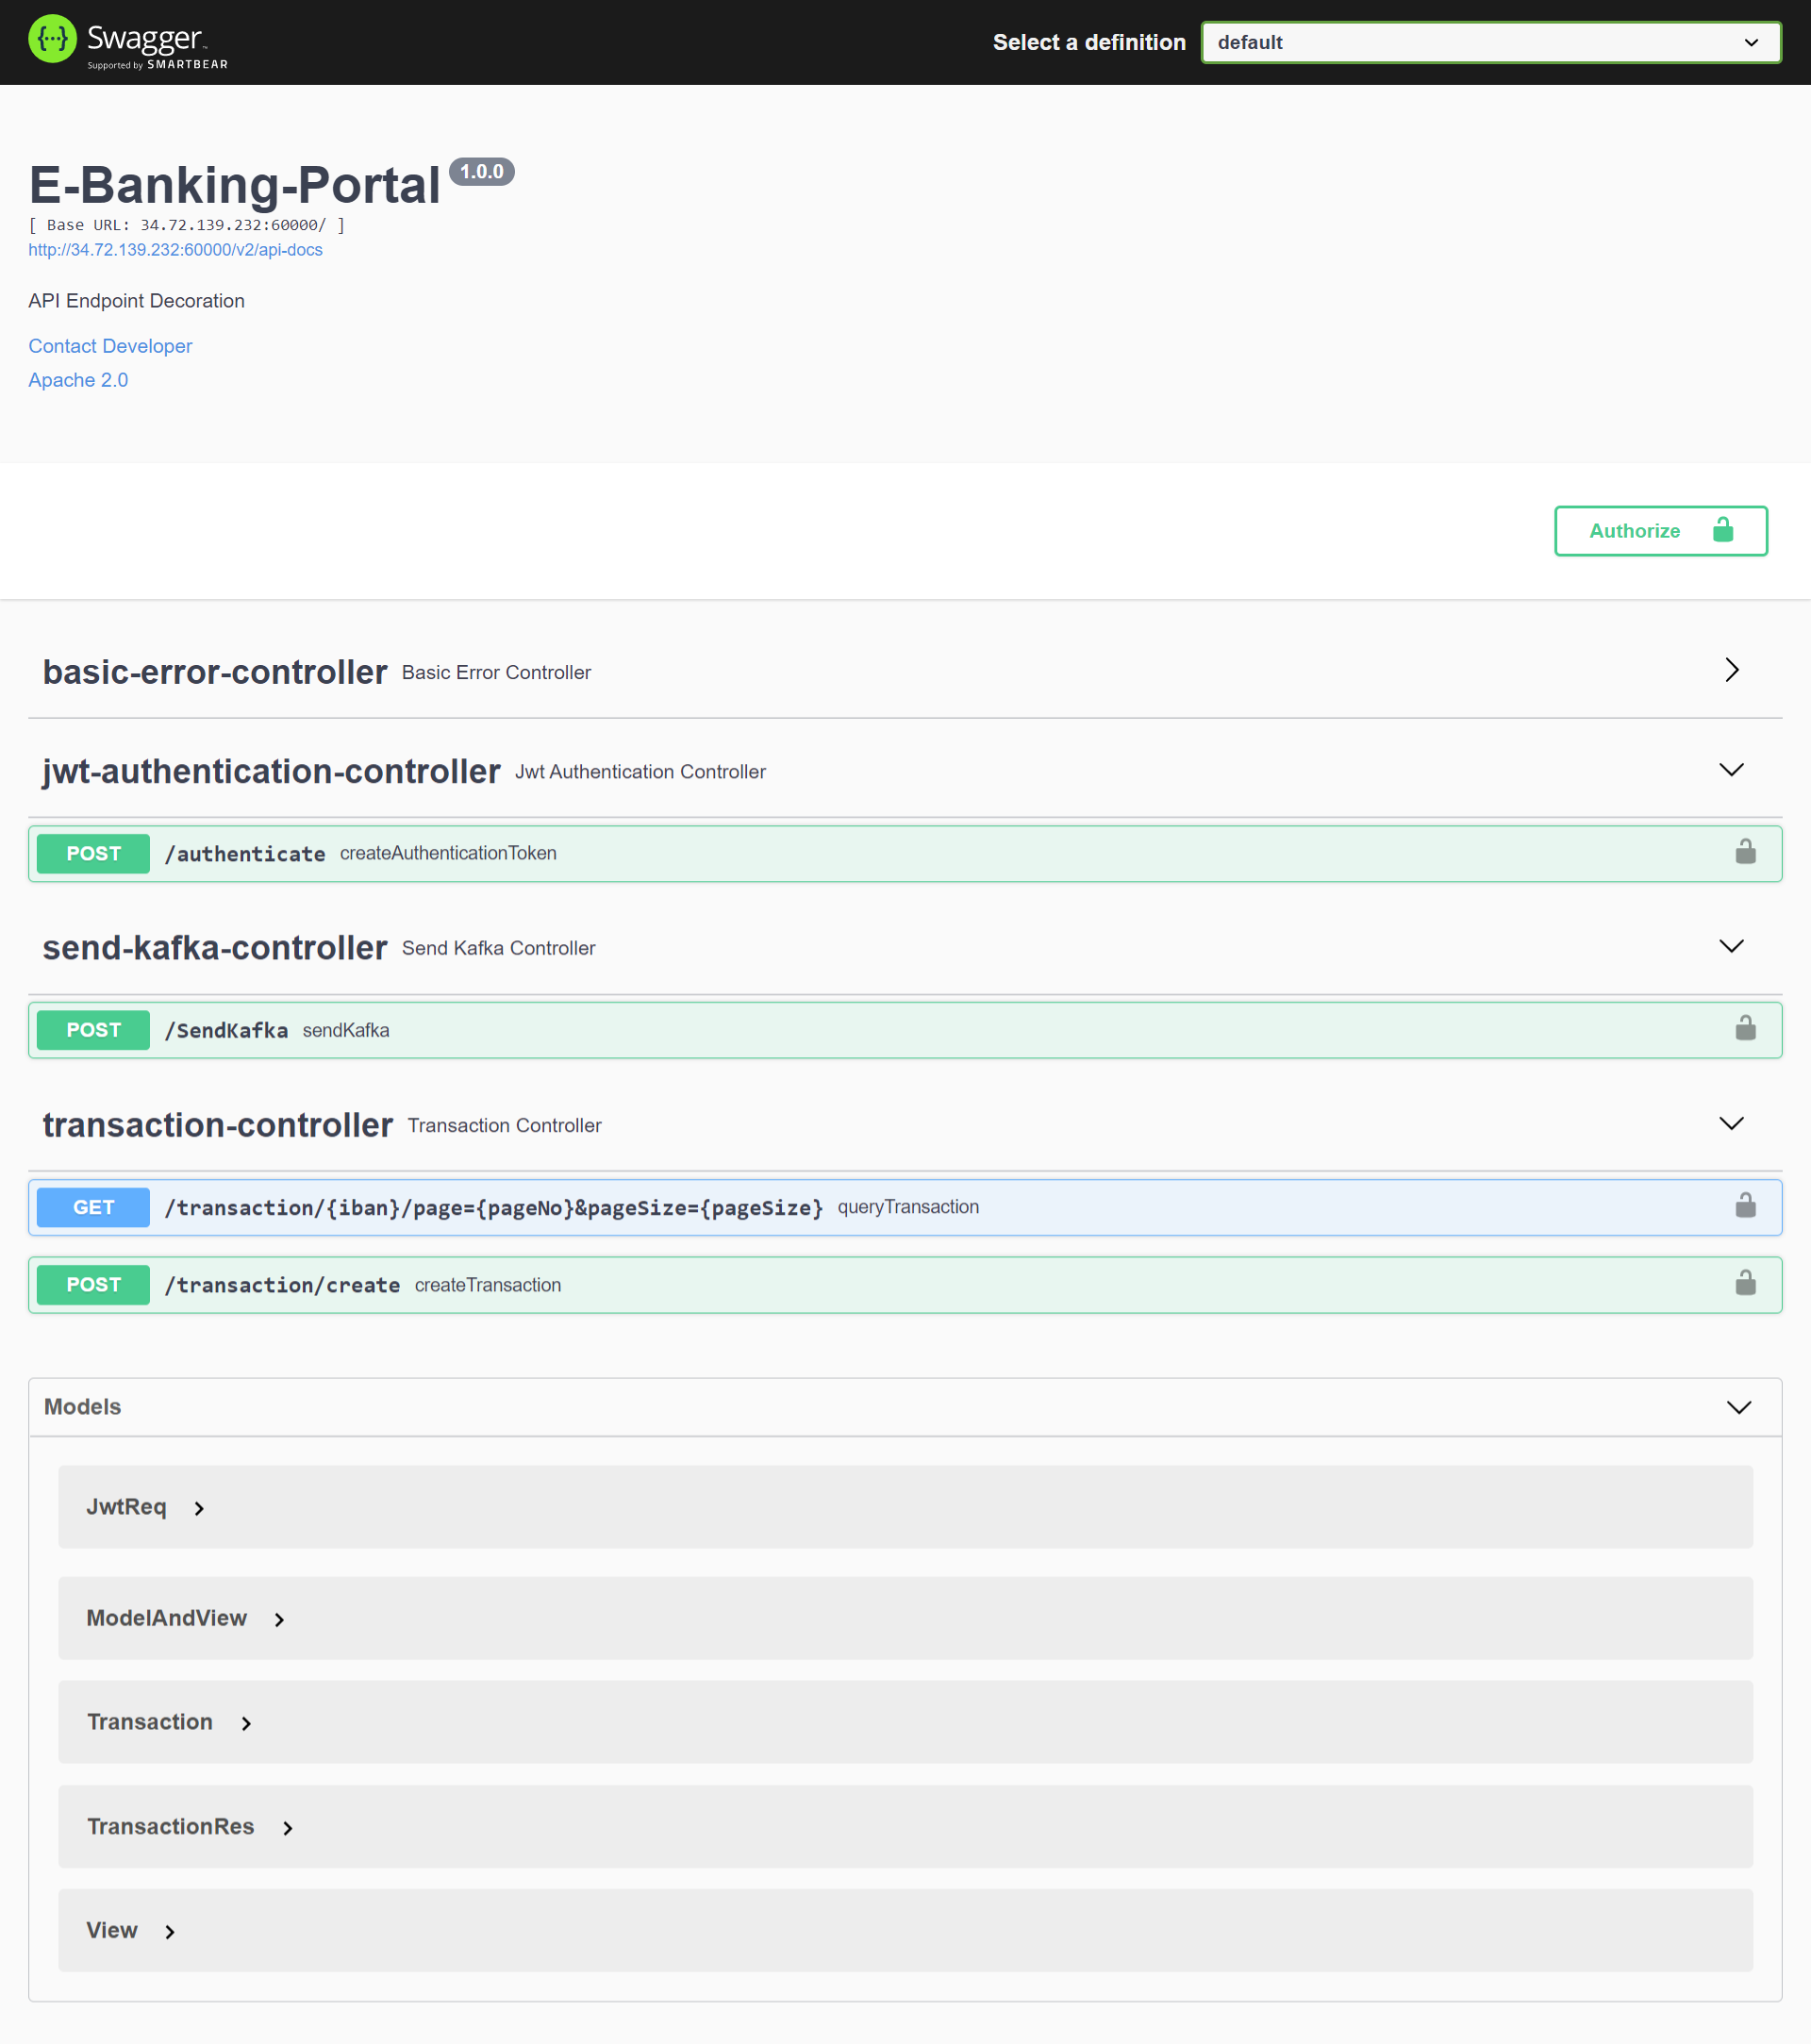 Swagger™
Supported by SMARTBEAR
Select a definition
default
E-Banking-Portal 1.0.0
[ Base URL: 34.72.139.232:60000/ ]
http://34.72.139.232:60000/v2/api-docs
API Endpoint Decoration
Contact Developer
Apache 2.0
Authorize
basic-error-controller Basic Error Controller
jwt-authentication-controller Jwt Authentication Controller
POST /authenticate createAuthenticationToken
send-kafka-controller Send Kafka Controller
POST /SendKafka sendKafka
transaction-controller Transaction Controller
GET /transaction/{iban}/page={pageNo}&pageSize={pageSize} queryTransaction
POST /transaction/create createTransaction
Models
JwtReq
ModelAndView
Transaction
TransactionRes
View